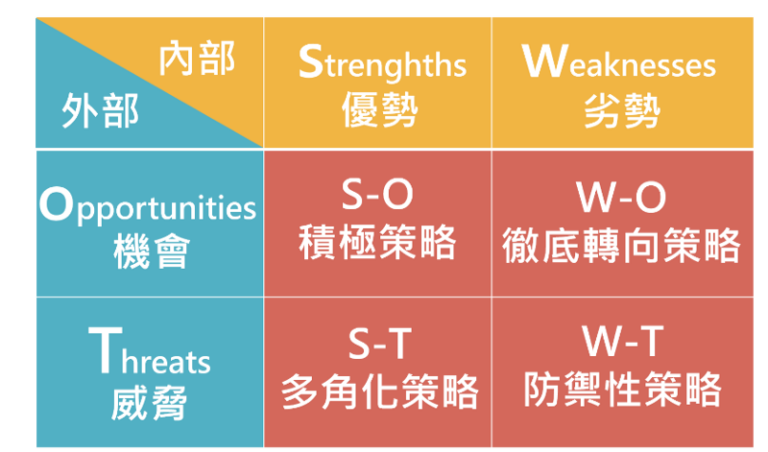 內部
外部
Strenghths
優勢
Weaknesses
劣勢
Opportunities
機會
S-O
積極策略
W-O
徹底轉向策略
Threats
威脅
S-T
多角化策略
W-T
防禦性策略